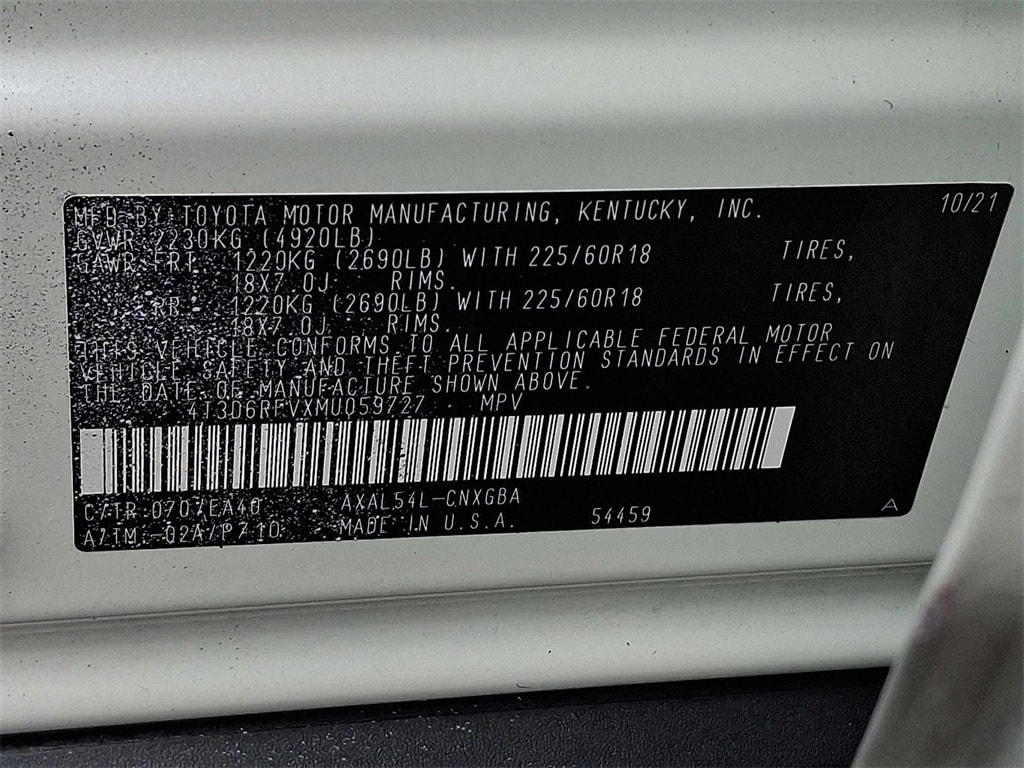 MFD BY TOYOTA MOTOR MANUFACTURING, KENTUCKY, INC. 10/21
GVWR 2230KG (4920LB)
GAWR FRT 1220KG (2690LB) WITH 225/60R18 TIRES,
18X7.0J RIMS.
RR 1220KG (2690LB) WITH 225/60R18 TIRES,
18X7.0J RIMS.
THIS VEHICLE CONFORMS TO ALL APPLICABLE FEDERAL MOTOR
VEHICLE SAFETY AND THEFT PREVENTION STANDARDS IN EFFECT ON
THE DATE OF MANUFACTURE SHOWN ABOVE.
4T3D6RFVXMU059727 · MPV
C/TR:0707EA40 AXAL54L-CNXGBA
A/TM:-02A/P710 MADE IN U.S.A. 54459 A